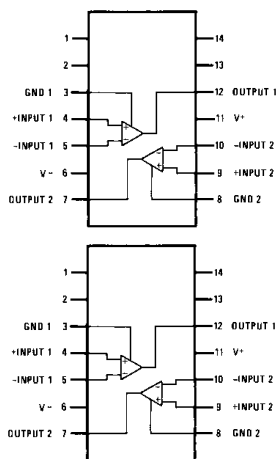 1 14
2 13
GND 1 3 12 OUTPUT 1
+INPUT 1 4 11 V+
-INPUT 1 5 10 -INPUT 2
V- 6 9 +INPUT 2
OUTPUT 2 7 8 GND 2
1 14
2 13
GND 1 3 12 OUTPUT 1
+INPUT 1 4 11 V+
-INPUT 1 5 10 -INPUT 2
V- 6 9 +INPUT 2
OUTPUT 2 7 8 GND 2